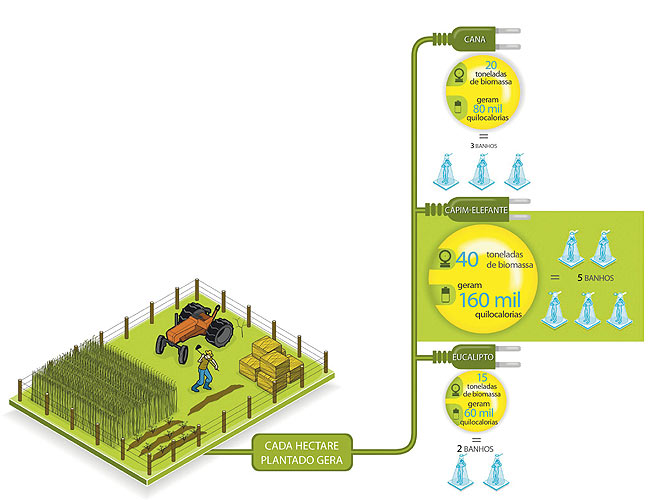 CANA
20
toneladas
de biomassa
geram
80 mil
quilocalorias
=
3 BANHOS
CAPIM-ELEFANTE
40 toneladas
de biomassa
geram
160 mil
quilocalorias
= 5 BANHOS
EUCALIPTO
15
toneladas
de biomassa
geram
60 mil
quilocalorias
=
2 BANHOS
CADA HECTARE
PLANTADO GERA